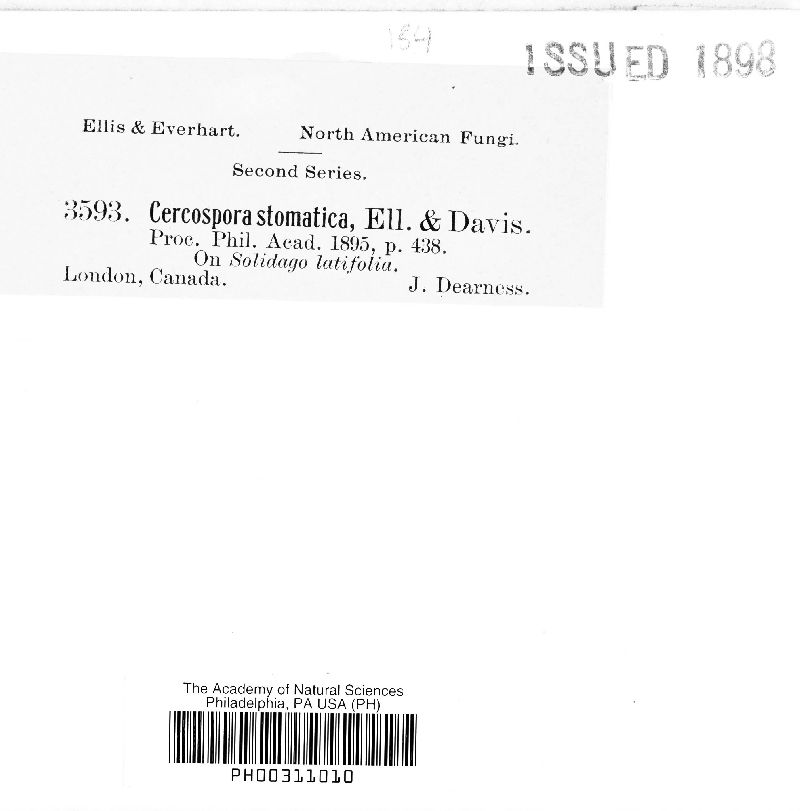 154
ISSUED 1898
Ellis & Everhart. North American Fungi.
Second Series.
3593. Cercospora stomatica, Ell. & Davis.
Proc. Phil. Acad. 1895, p. 438.
On Solidago latifolia.
London, Canada. J. Dearness.
The Academy of Natural Sciences
Philadelphia, PA USA (PH)
PH00311010